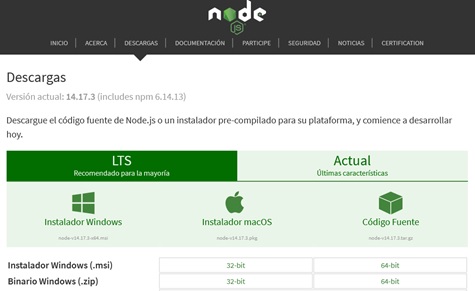 node
JS
INICIO | ACERCA | DESCARGAS | DOCUMENTACIÓN | PARTICIPE | SEGURIDAD | NOTICIAS | CERTIFICATION
Descargas
Versión actual: 14.17.3 (includes npm 6.14.13)
Descargue el código fuente de Node.js o un instalador pre-compilado para su plataforma, y comience a desarrollar
hoy.
LTS Actual
Recomendado para la mayoría Últimas características
Instalador Windows Instalador macOS Código Fuente
node-v14.17.3-x64.msi node-v14.17.3.pkg node-v14.17.3.tar.gz
Instalador Windows (.msi) 32-bit 64-bit
Binario Windows (.zip) 32-bit 64-bit